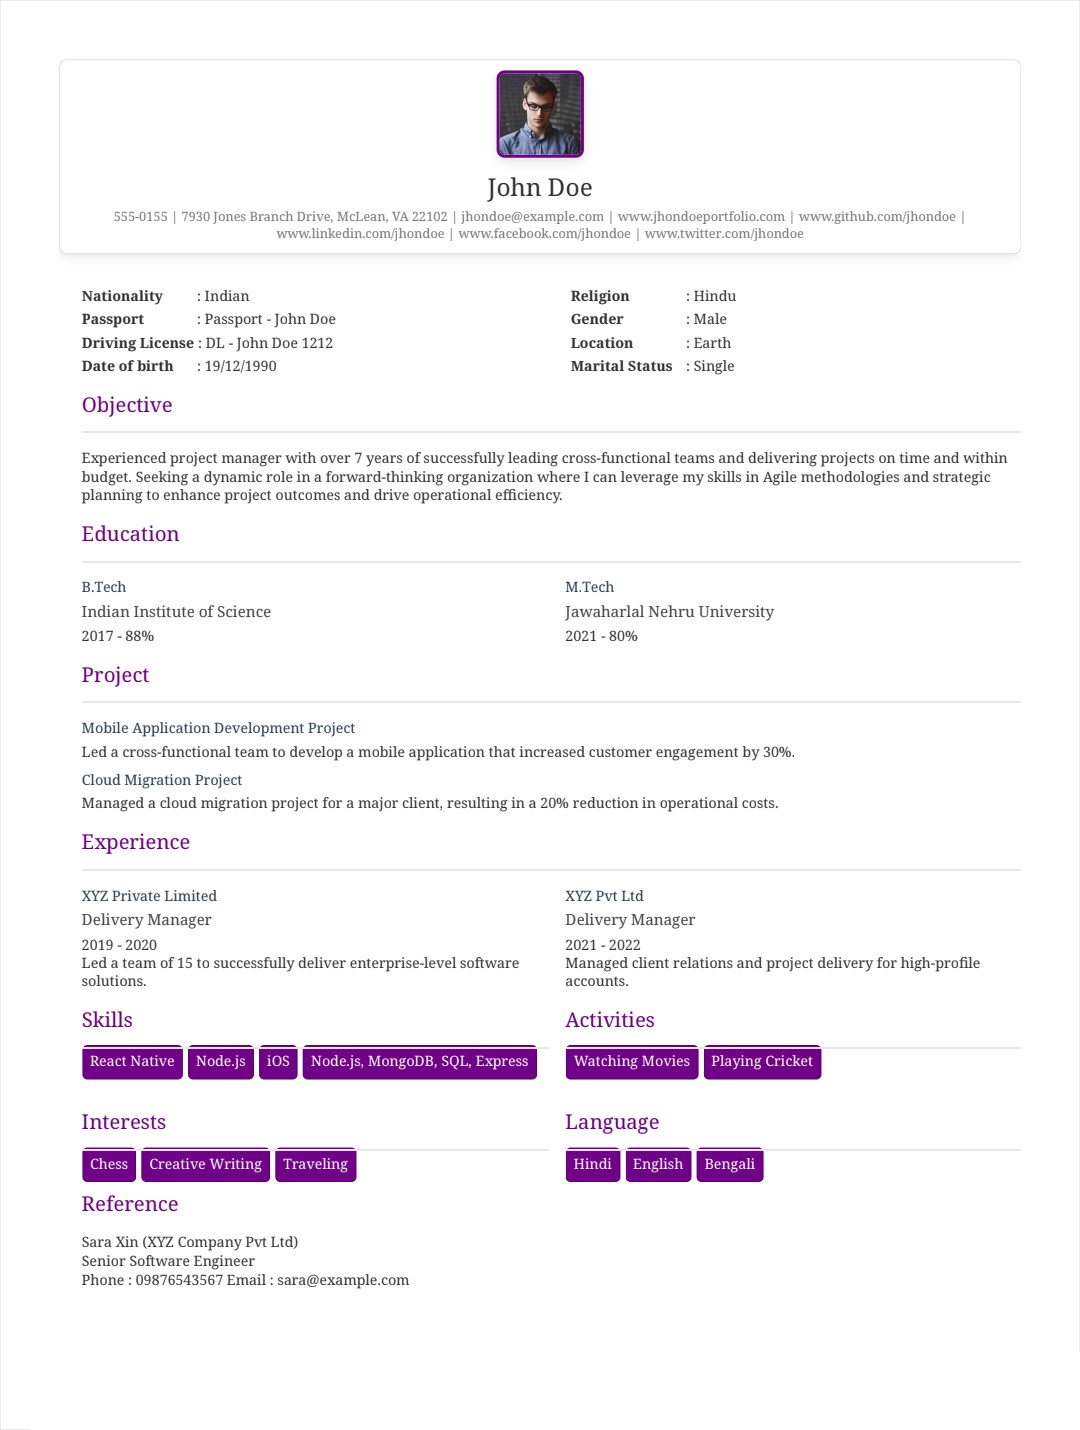 John Doe
555-0155 | 7930 Jones Branch Drive, McLean, VA 22102 | jhondoe@example.com | www.jhondoeportfolio.com | www.github.com/jhondoe |
www.linkedin.com/jhondoe | www.facebook.com/jhondoe | www.twitter.com/jhondoe
Nationality : Indian
Passport : Passport - John Doe
Driving License : DL - John Doe 1212
Date of birth : 19/12/1990
Religion : Hindu
Gender : Male
Location : Earth
Marital Status : Single
Objective
Experienced project manager with over 7 years of successfully leading cross-functional teams and delivering projects on time and within
budget. Seeking a dynamic role in a forward-thinking organization where I can leverage my skills in Agile methodologies and strategic
planning to enhance project outcomes and drive operational efficiency.
Education
B.Tech
Indian Institute of Science
2017 - 88%
M.Tech
Jawaharlal Nehru University
2021 - 80%
Project
Mobile Application Development Project
Led a cross-functional team to develop a mobile application that increased customer engagement by 30%.
Cloud Migration Project
Managed a cloud migration project for a major client, resulting in a 20% reduction in operational costs.
Experience
XYZ Private Limited
Delivery Manager
2019 - 2020
Led a team of 15 to successfully deliver enterprise-level software
solutions.
XYZ Pvt Ltd
Delivery Manager
2021 - 2022
Managed client relations and project delivery for high-profile
accounts.
Skills
React Native Node.js iOS Node.js, MongoDB, SQL, Express
Activities
Watching Movies Playing Cricket
Interests
Chess Creative Writing Traveling
Language
Hindi English Bengali
Reference
Sara Xin (XYZ Company Pvt Ltd)
Senior Software Engineer
Phone : 09876543567 Email : sara@example.com